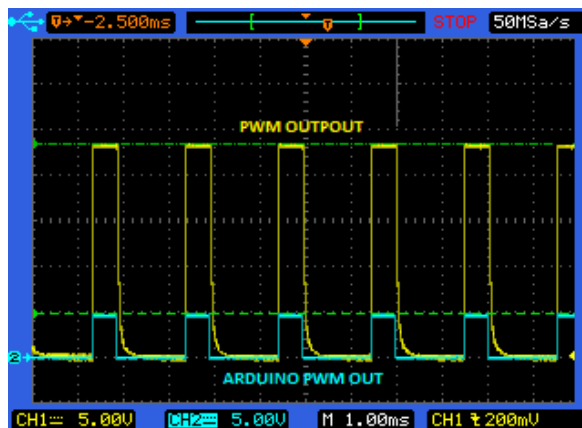 -2.500ms
STOP
50MSa/s
PWM OUTPOUT
ARDUINO PWM OUT
2
CH1 5.00V
CH2 5.00V
M 1.00ms
CH1 200mV